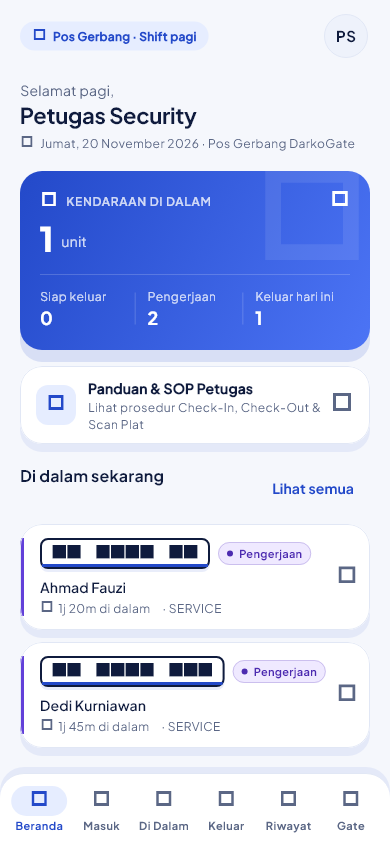 Pos Gerbang · Shift pagi
PS
Selamat pagi,
Petugas Security
Jumat, 20 November 2026 · Pos Gerbang DarkoGate
KENDARAAN DI DALAM
1 unit
Siap keluar
Pengerjaan
Keluar hari ini
0
2
1
Panduan & SOP Petugas
Lihat prosedur Check-In, Check-Out &
Scan Plat
Di dalam sekarang
Lihat semua
Pengerjaan
Ahmad Fauzi
1j 20m di dalam · SERVICE
Pengerjaan
Dedi Kurniawan
1j 45m di dalam · SERVICE
Beranda
Masuk
Di Dalam
Keluar
Riwayat
Gate